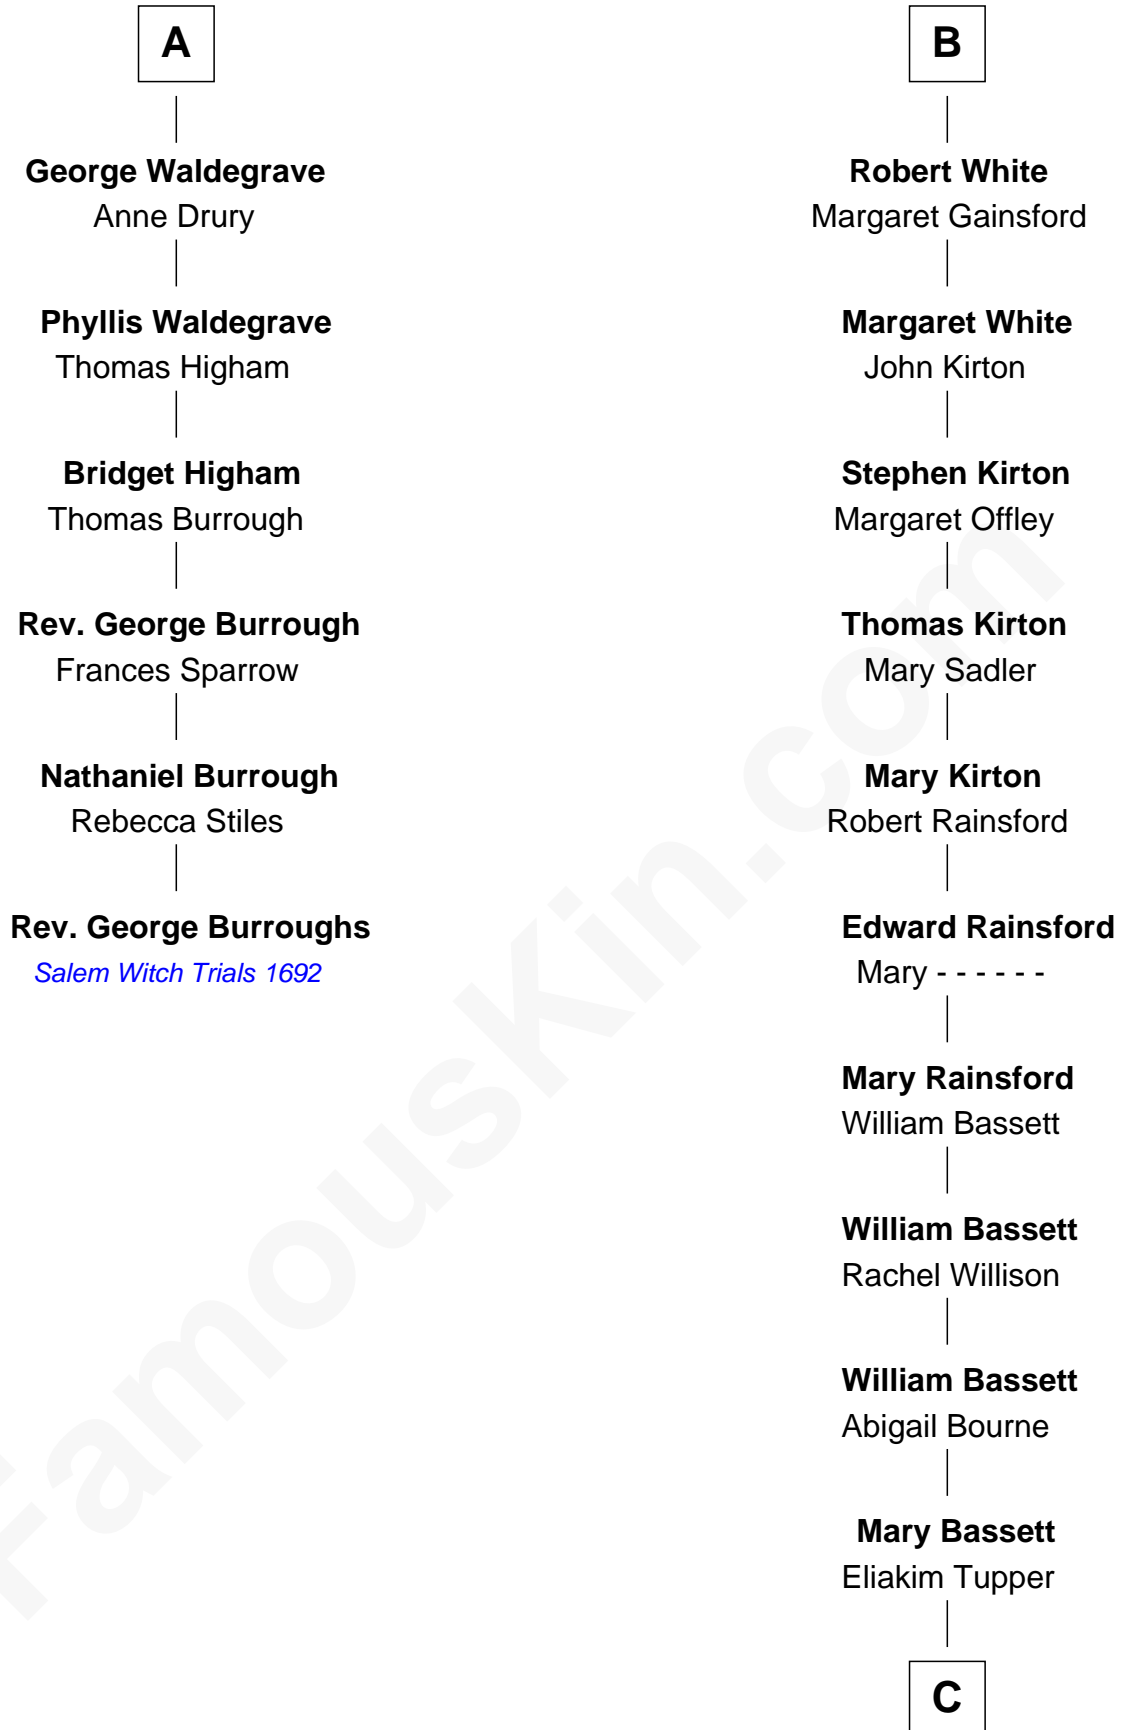 A
George Waldegrave
Anne Drury
Phyllis Waldegrave
Thomas Higham
Bridget Higham
Thomas Burrough
Rev. George Burrough
Frances Sparrow
Nathaniel Burrough
Rebecca Stiles
Rev. George Burroughs
Salem Witch Trials 1692
B
Robert White
Margaret Gainsford
Margaret White
John Kirton
Stephen Kirton
Margaret Offley
Thomas Kirton
Mary Sadler
Mary Kirton
Robert Rainsford
Edward Rainsford
Mary - - - - - -
Mary Rainsford
William Bassett
William Bassett
Rachel Willison
William Bassett
Abigail Bourne
Mary Bassett
Eliakim Tupper
C
FamousKin.com